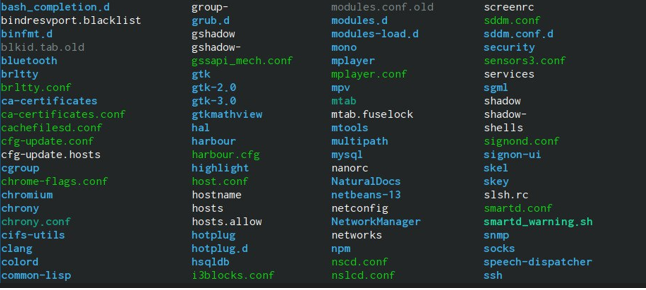 bash_completion.d group- modules.conf.old screenrc
bindresvport.blacklist grub.d modules.d sddm.conf
binfmt.d gshadow modules-load.d sddm.conf.d
blkid.tab.old gshadow- mono security
bluetooth gssapi_mech.conf mplayer sensors3.conf
brltty gtk mplayer.conf services
brltty.conf gtk-2.0 mpv sgml
ca-certificates gtk-3.0 mtab shadow
ca-certificates.conf gtkmathview mtab.fuselock shadow-
cachefilesd.conf hal mtools shells
cfg-update.conf harbour multipath signond.conf
cfg-update.hosts harbour.cfg mysql signon-ui
cgroup highlight nanorc skel
chrome-flags.conf host.conf NaturalDocs skey
chromium hostname netbeans-13 slsh.rc
chrony hosts netconfig smartd.conf
chrony.conf hosts.allow NetworkManager smartd_warning.sh
cifs-utils hotplug networks snmp
clang hotplug.d npm socks
colord hsqldb nscd.conf speech-dispatcher
common-lisp i3blocks.conf nslcd.conf ssh